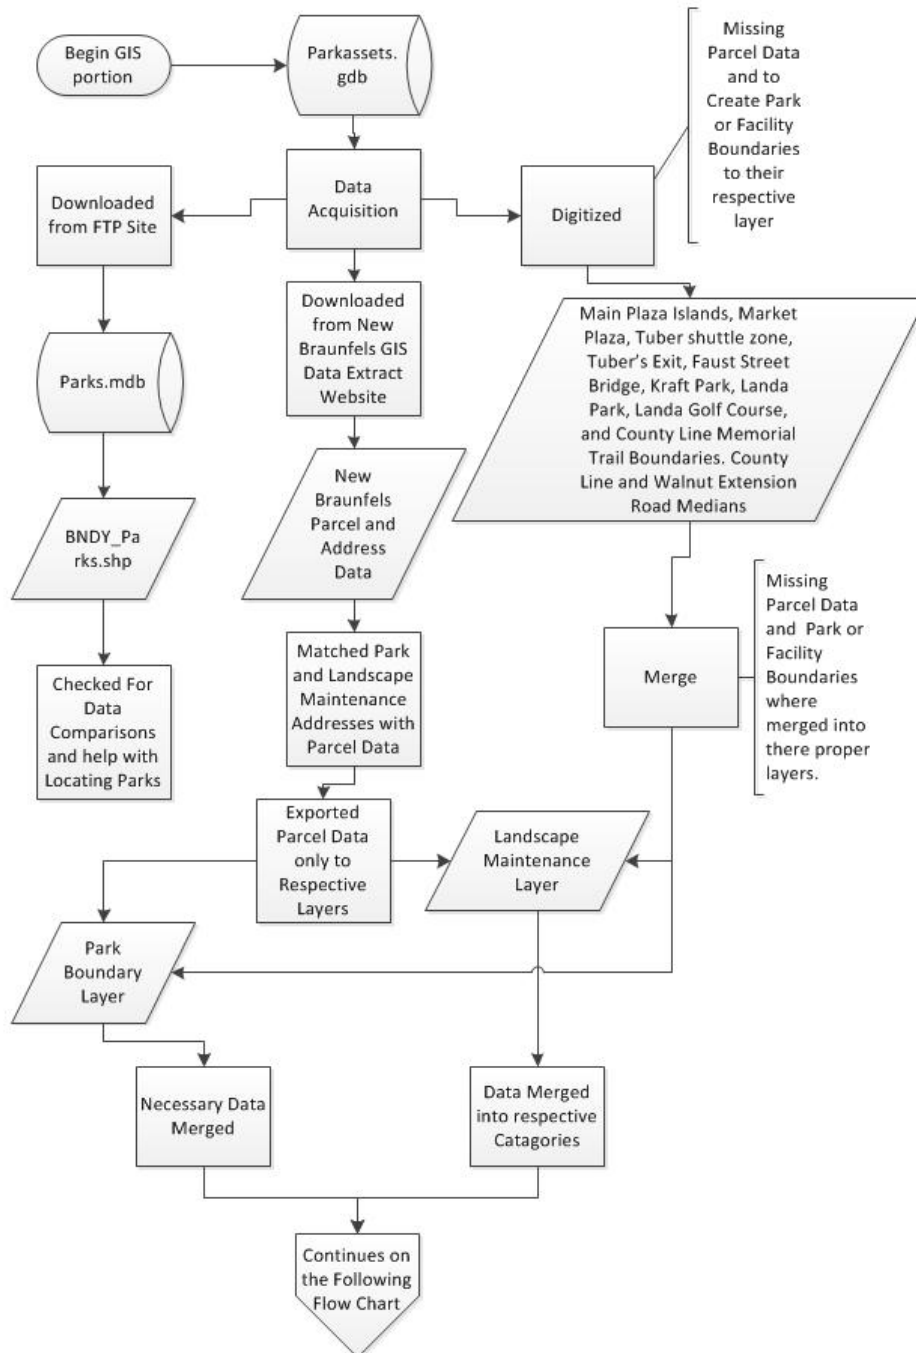 Begin GIS
portion
Parkassets.
gdb
Missing
Parcel Data
and to
Create Park
or Facility
Boundaries
to their
respective
layer
Downloaded
from FTP Site
Data
Acquisition
Digitized
Parks.mdb
Downloaded
from New
Braunfels GIS
Data Extract
Website
Main Plaza Islands, Market
Plaza, Tuber shuttle zone,
Tuber's Exit, Faust Street
Bridge, Kraft Park, Landa
Park, Landa Golf Course,
and County Line Memorial
Trail Boundaries. County
Line and Walnut Extension
Road Medians
BNDY_Pa
rks.shp
New
Braunfels
Parcel and
Address
Data
Checked For
Data
Comparisons
and help with
Locating Parks
Matched Park
and Landscape
Maintenance
Addresses with
Parcel Data
Merge
Missing
Parcel Data
and Park or
Facility
Boundaries
where
merged into
there proper
layers.
Exported
Parcel Data
only to
Respective
Layers
Landscape
Maintenance
Layer
Park
Boundary
Layer
Necessary Data
Merged
Data Merged
into respective
Catagories
Continues on
the Following
Flow Chart